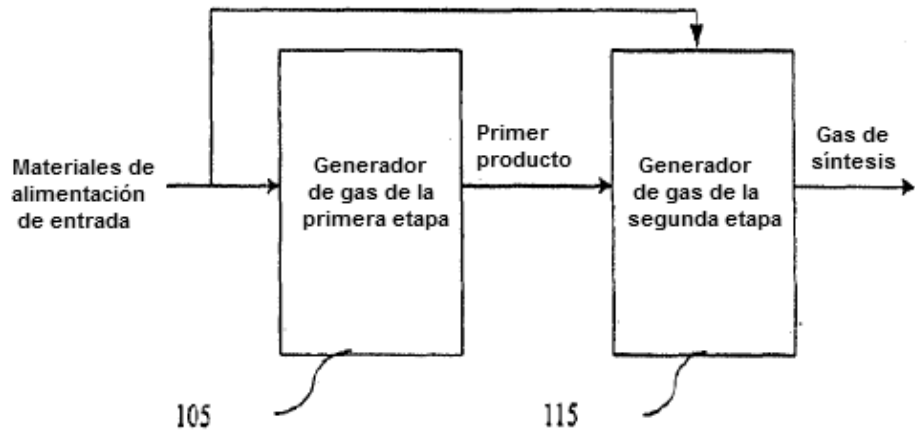 Materiales de
alimentación
de entrada
Generador
de gas de la
primera etapa
Primer
producto
Generador
de gas de la
segunda etapa
Gas de
síntesis
105
115